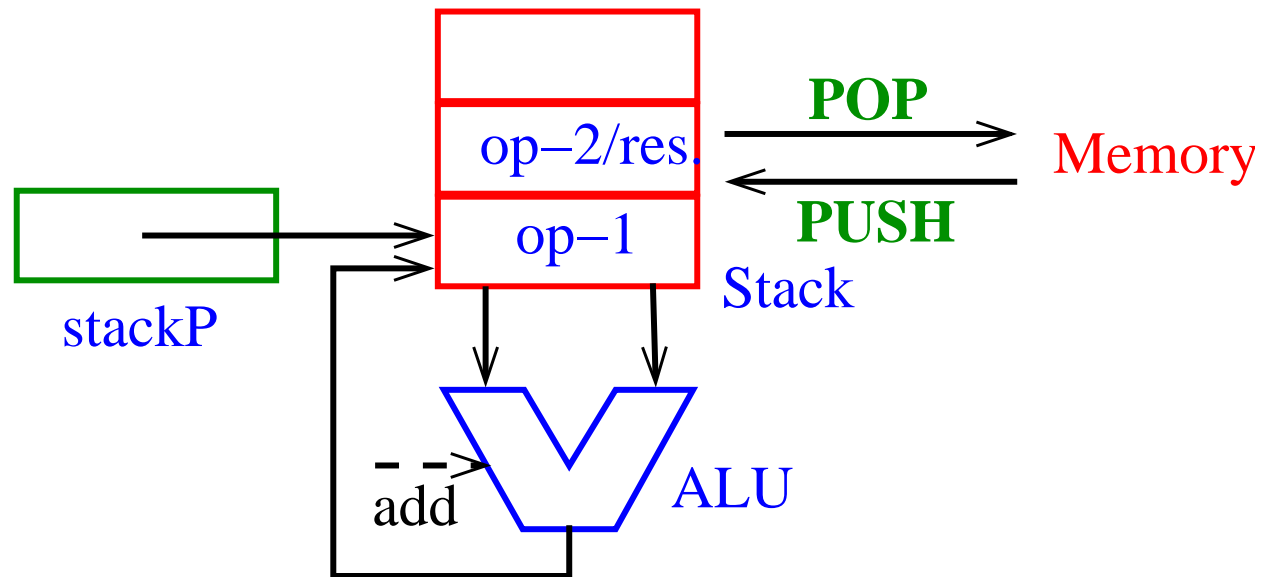 POP
op−2/res.
Memory
PUSH
op−1
Stack
stackP
ALU
add